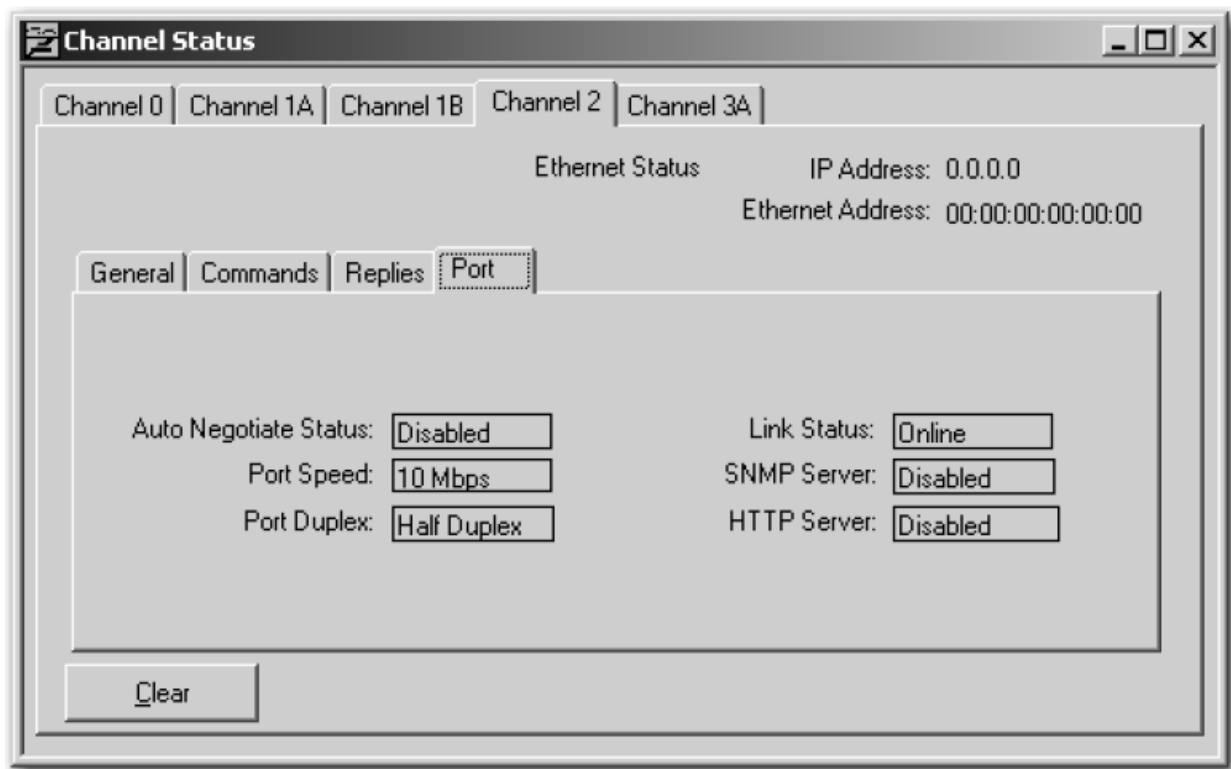 Channel Status
Channel 0 Channel 1A Channel 1B Channel 2 Channel 3A
Ethernet Status IP Address: 0.0.0.0
Ethernet Address: 00:00:00:00:00:00
General Commands Replies Port
Auto Negotiate Status: Disabled Link Status: Online
Port Speed: 10 Mbps SNMP Server: Disabled
Port Duplex: Half Duplex HTTP Server: Disabled
Clear